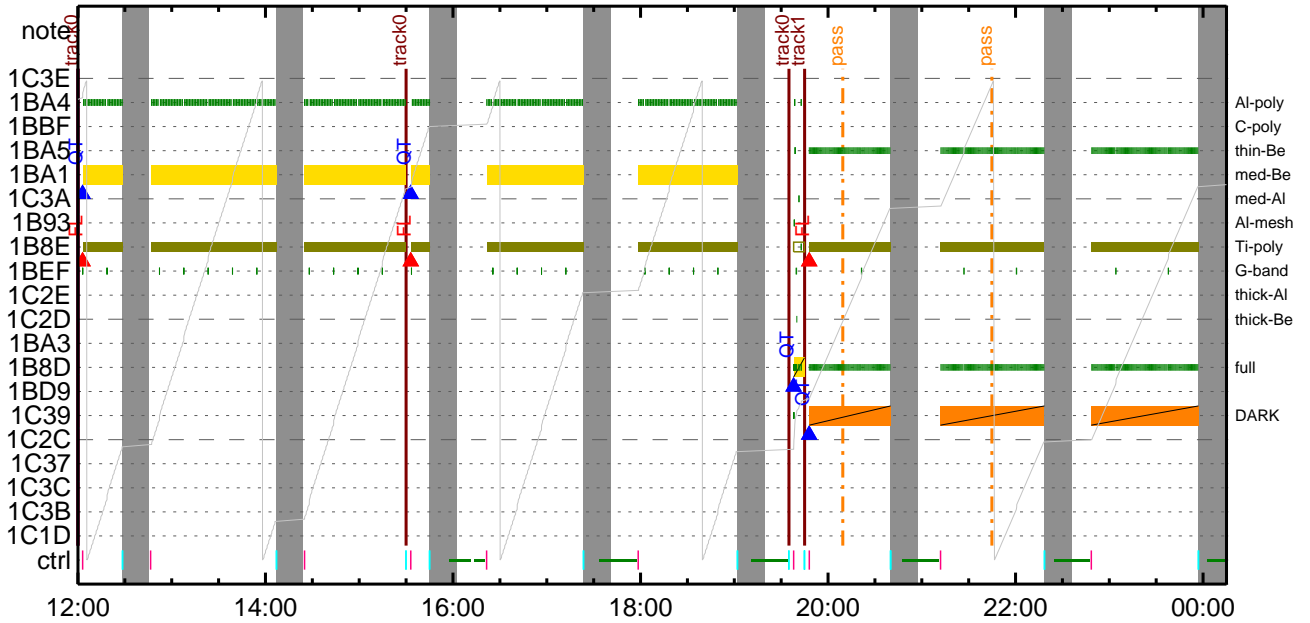 note
track0
track0
track0
track1
pass
pass
1C3E
1BA4 Al-poly
1BBF C-poly
1BA5 QT QT thin-Be
1BA1 med-Be
1C3A med-Al
1B93 FL FL FL Al-mesh
1B8E Ti-poly
1BEF G-band
1C2E thick-Al
1C2D thick-Be
1BA3 QT
1B8D full
1BD9 QT
1C39 DARK
1C2C
1C37
1C3C
1C3B
1C1D
ctrl
12:00 14:00 16:00 18:00 20:00 22:00 00:00